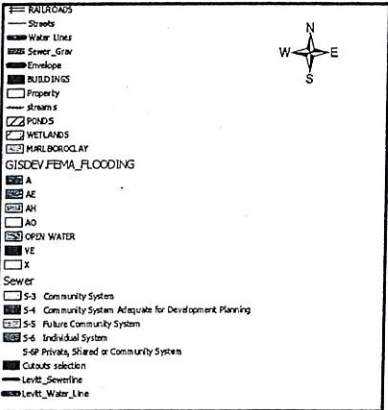 RAILROADS
Streets
Water Lines
Sewer_Grav
Envelope
BUILDINGS
Property
streams
PONDS
WETLANDS
MARLBOROCLAY
GISDEV.FEMA_FLOODING
A
AE
AH
AO
OPEN WATER
VE
X
Sewer
S-3 Community System
S-4 Community System Adequate for Development Planning
S-5 Future Community System
S-6 Individual System
S-6P Private, Shared or Community System
Cutouts selection
Levitt_Sewerline
Levitt_Water_Line
N
W E
S